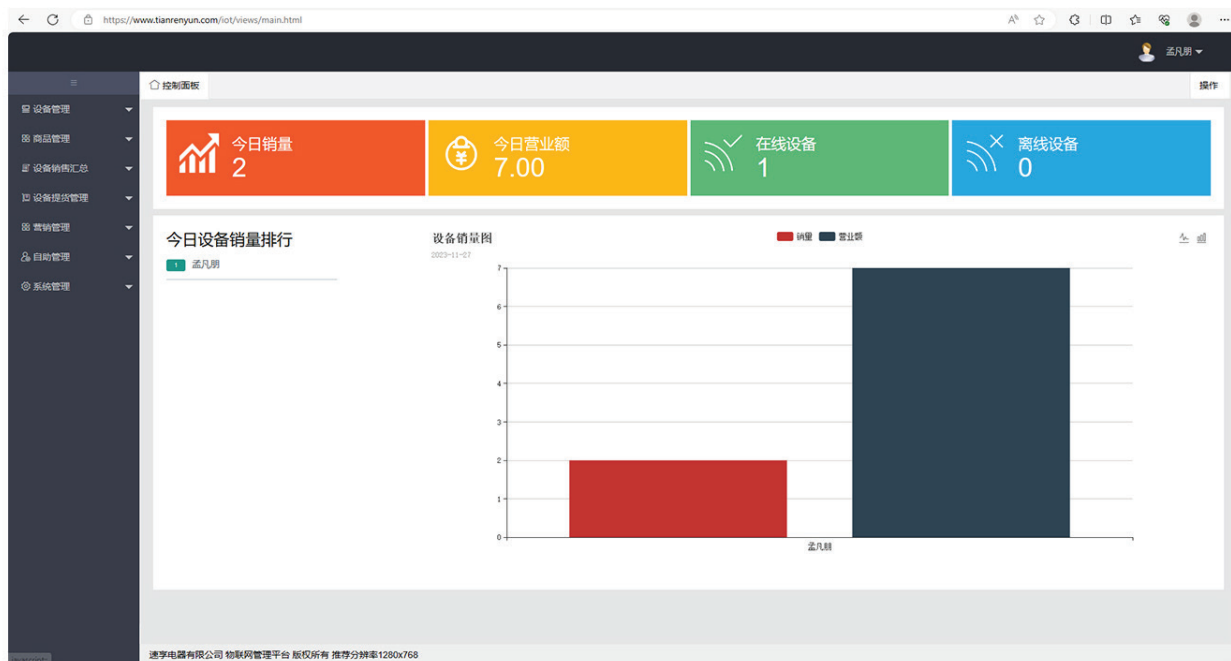 https://www.tianrenyun.com/iot/views/main.html
孟凡朋
控制面板
操作
设备管理
商品管理
设备销售汇总
设备提货管理
营销管理
自助管理
系统管理
今日销量
2
今日营业额
7.00
在线设备
1
离线设备
0
今日设备销量排行
1 孟凡朋
设备销量图
2023-11-27
销量 营业额
7
6
5
4
3
2
1
0
孟凡朋
速享电器有限公司 物联网管理平台 版权所有 推荐分辨率1280x768